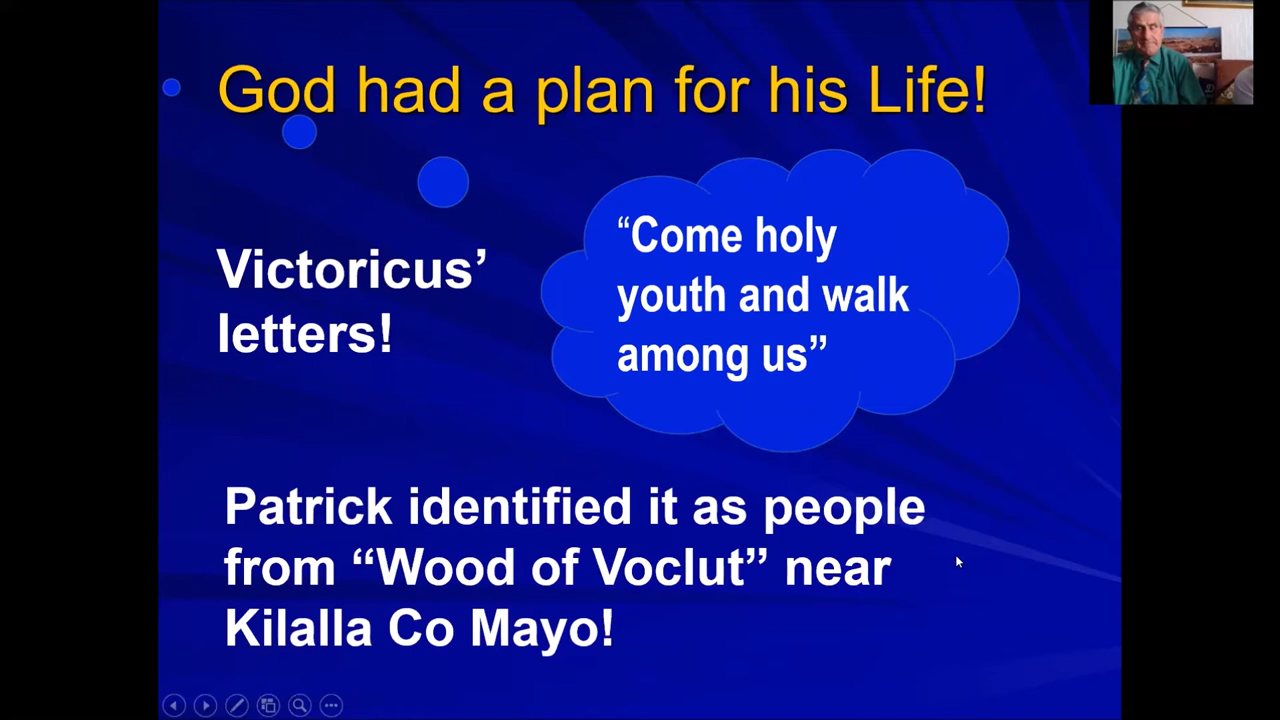 God had a plan for his Life!
Victoricus’
letters!
“Come holy
youth and walk
among us”
Patrick identified it as people
from “Wood of Voclut” near
Kilalla Co Mayo!